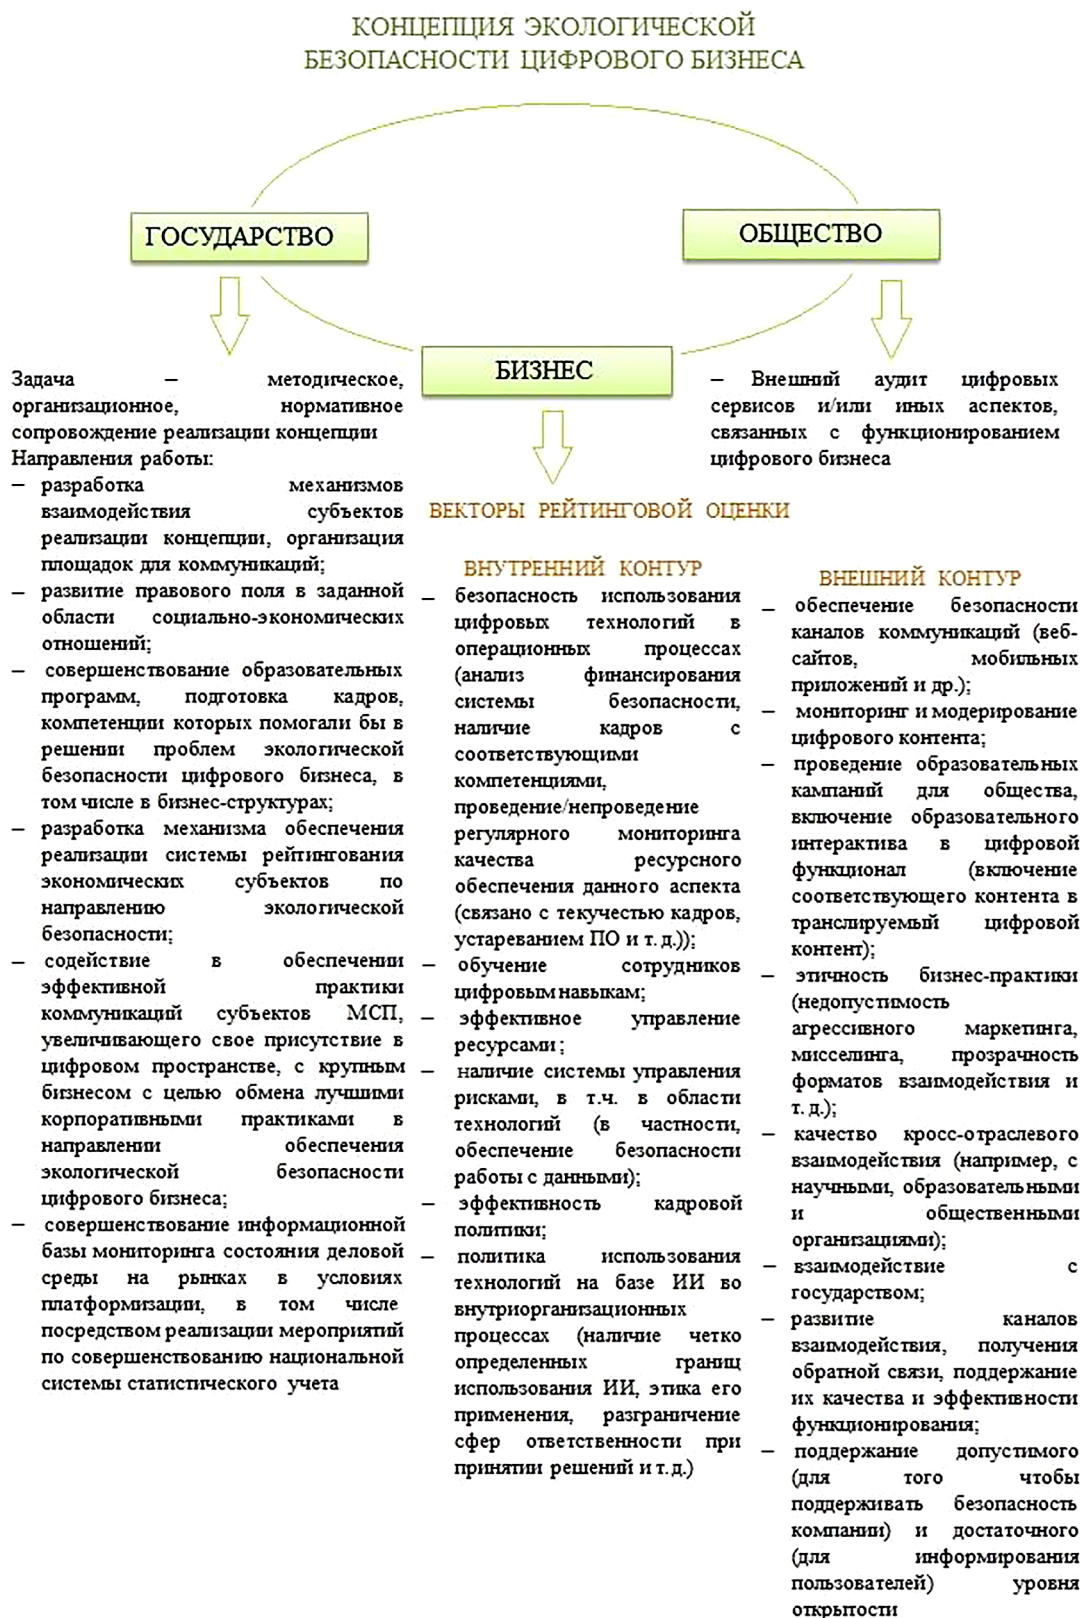 КОНЦЕПЦИЯ ЭКОЛОГИЧЕСКОЙ
БЕЗОПАСНОСТИ ЦИФРОВОГО БИЗНЕСА
ГОСУДАРСТВО
ОБЩЕСТВО
БИЗНЕС
Задача – методическое,
организационное, нормативное
сопровождение реализации концепции
Направления работы:
– разработка механизмов
взаимодействия субъектов
реализации концепции, организация
площадок для коммуникаций;
– развитие правового поля в заданной
области социально-экономических
отношений;
– совершенствование образовательных
программ, подготовка кадров,
компетенции которых помогали бы в
решении проблем экологической
безопасности цифрового бизнеса, в
том числе в бизнес-структурах;
– разработка механизма обеспечения
реализации системы рейтингования
экономических субъектов по
направлению экологической
безопасности;
– содействие в обеспечении
эффективной практики
коммуникаций субъектов МСП,
увеличивающего свое присутствие в
цифровом пространстве, с крупным
бизнесом с целью обмена лучшими
корпоративными практиками в
направлении обеспечения
экологической безопасности
цифрового бизнеса;
– совершенствование информационной
базы мониторинга состояния деловой
среды на рынках в условиях
платформизации, в том числе
посредством реализации мероприятий
по совершенствованию национальной
системы статистического учета
– Внешний аудит цифровых
сервисов и/или иных аспектов,
связанных с функционированием
цифрового бизнеса
ВЕКТОРЫ РЕЙТИНГОВОЙ ОЦЕНКИ
ВНУТРЕННИЙ КОНТУР
– безопасность использования
цифровых технологий в
операционных процессах
(анализ финансирования
системы безопасности,
наличие кадров с
соответствующими
компетенциями,
проведение/непроведение
регулярного мониторинга
качества ресурсного
обеспечения данного аспекта
(связано с текучестью кадров,
устареванием ПО и т.д.));
– обучение сотрудников
цифровым навыкам;
– эффективное управление
ресурсами;
– наличие системы управления
рисками, в т.ч. в области
технологий (в частности,
обеспечение безопасности
работы с данными);
– эффективность кадровой
политики;
– политика использования
технологий на базе ИИ во
внутриорганизационных
процессах (наличие четко
определенных границ
использования ИИ, этика его
применения, разграничение
сфер ответственности при
принятии решений и т.д.)
ВНЕШНИЙ КОНТУР
– обеспечение безопасности
каналов коммуникаций (веб-
сайтов, мобильных
приложений и др.);
– мониторинг и модерирование
цифрового контента;
– проведение образовательных
кампаний для общества,
включение образовательного
интерактива в цифровой
функционал (включение
соответствующего контента в
транслируемый цифровой
контент);
– этичность бизнес-практики
(недопустимость
агрессивного маркетинга,
мисселинга, прозрачность
форматов взаимодействия и
т.д.);
– качество кросс-отраслевого
взаимодействия (например, с
научными, образовательными
и общественными
организациями);
– взаимодействие с
государством;
– развитие каналов
взаимодействия, получения
обратной связи, поддержание
их качества и эффективности
функционирования;
– поддержание допустимого
(для того чтобы
поддерживать безопасность
компании) и достаточного
(для информирования
пользователей) уровня
открытости